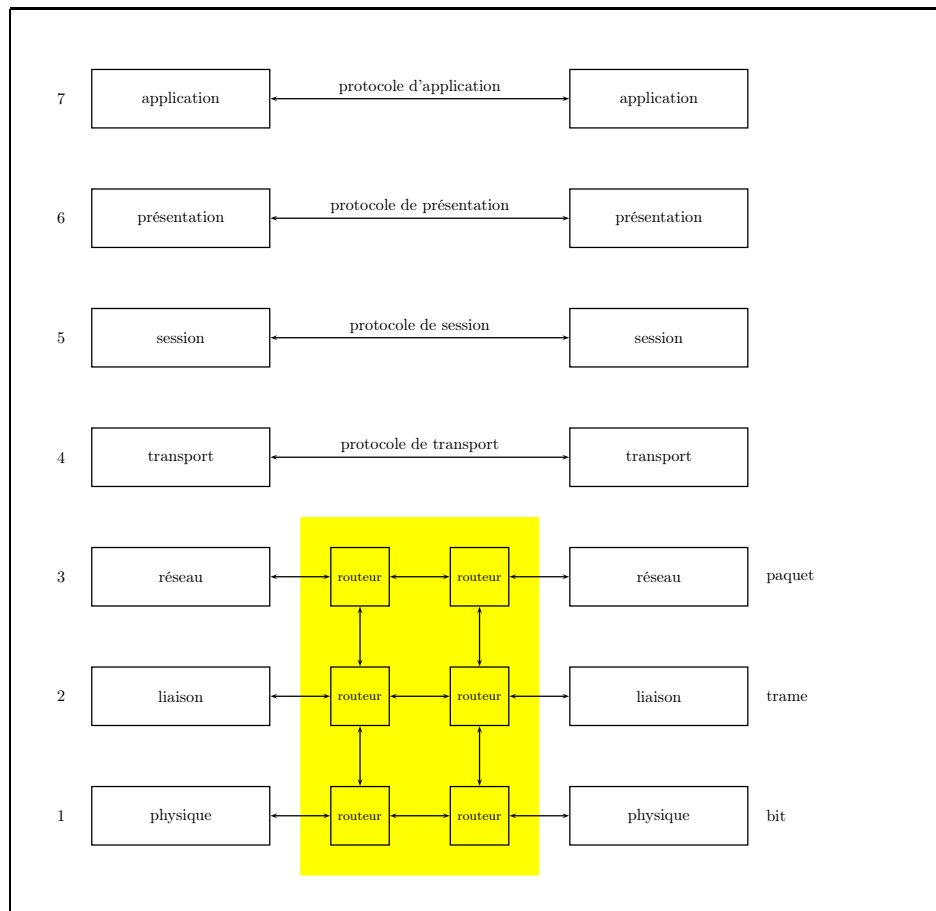 protocole d'application
7 application application
protocole de présentation
6 présentation présentation
protocole de session
5 session session
protocole de transport
4 transport transport
3 réseau routeur routeur réseau paquet
2 liaison routeur routeur liaison trame
1 physique routeur routeur physique bit